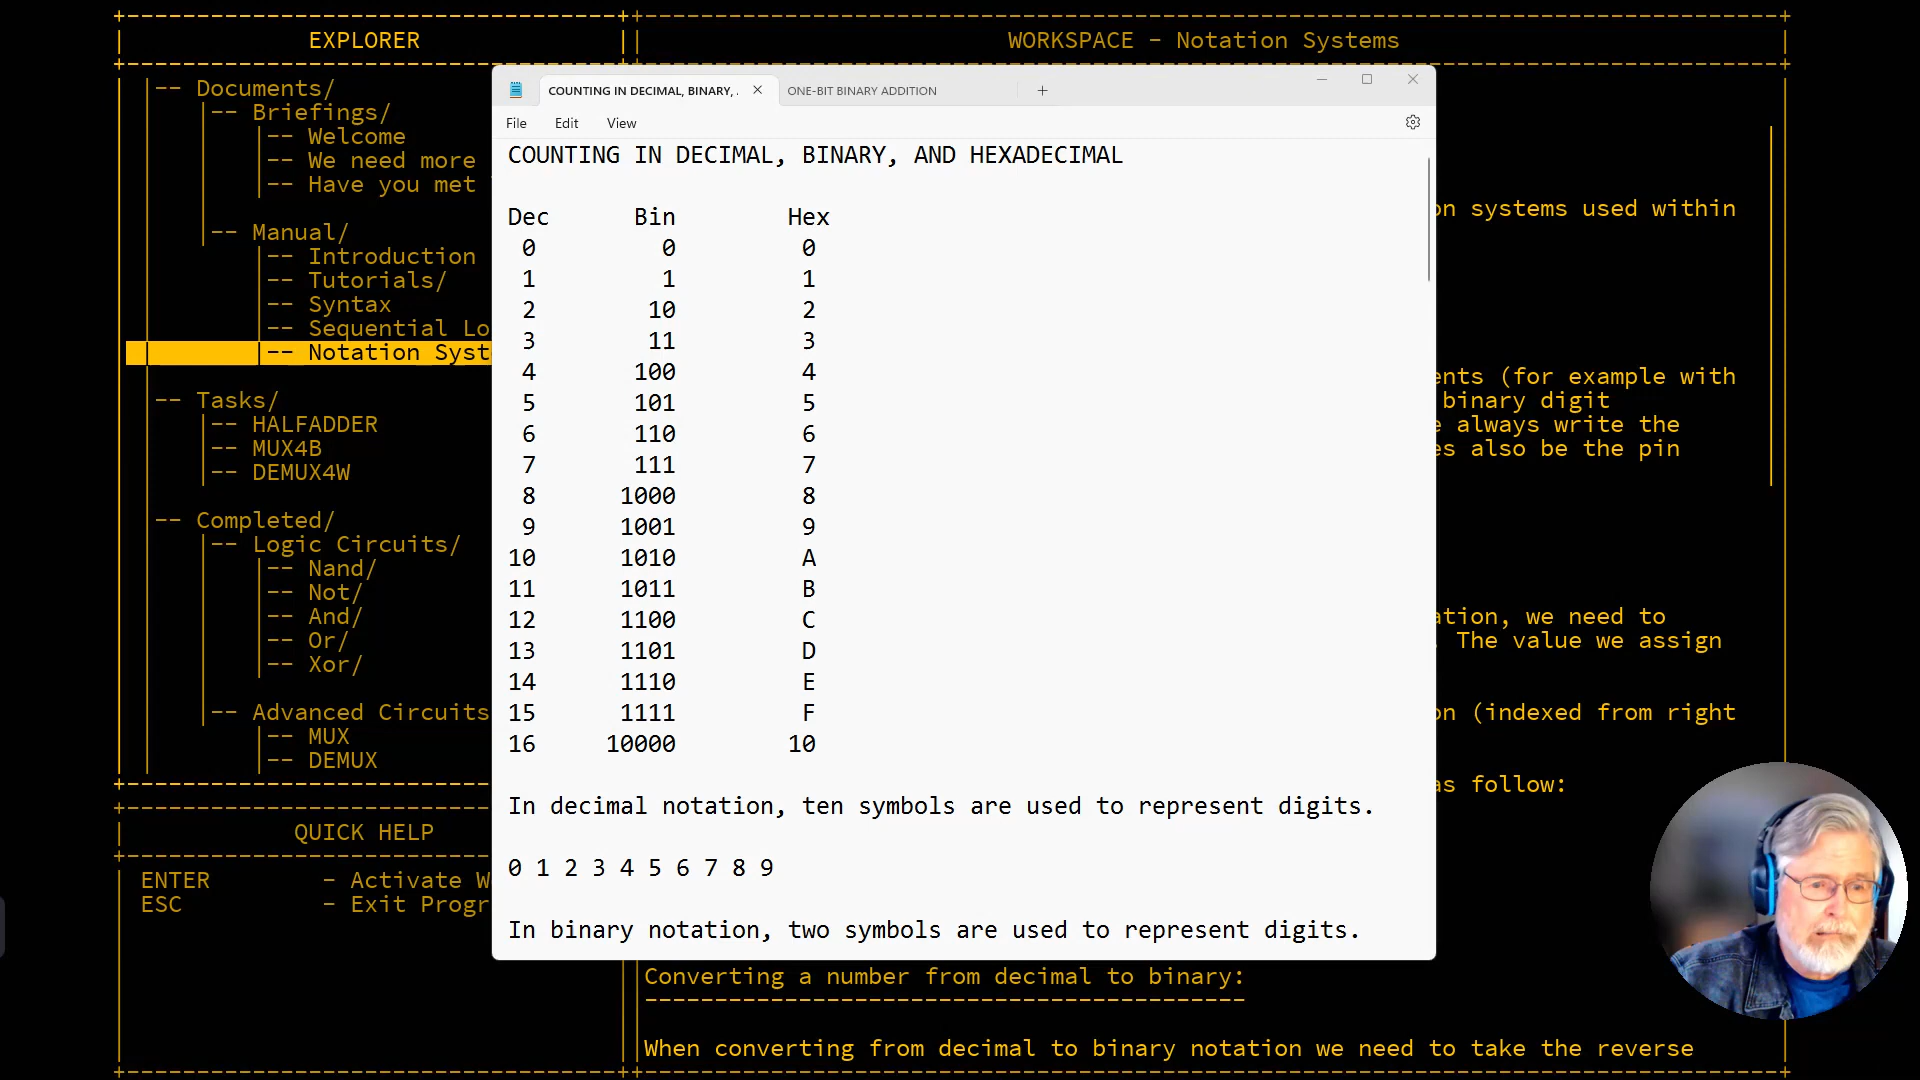 EXPLORER
-- Documents/
-- Briefings/
-- Welcome
-- We need more
-- Have you met
-- Manual/
-- Introduction
-- Tutorials/
-- Syntax
-- Sequential Lo
-- Notation Syst
-- Tasks/
-- HALFADDER
-- MUX4B
-- DEMUX4W
-- Completed/
-- Logic Circuits/
-- Nand/
-- Not/
-- And/
-- Or/
-- Xor/
-- Advanced Circuits
-- MUX
-- DEMUX
QUICK HELP
ENTER - Activate W
ESC - Exit Progr
WORKSPACE - Notation Systems
COUNTING IN DECIMAL, BINARY, .
ONE-BIT BINARY ADDITION
File Edit View
COUNTING IN DECIMAL, BINARY, AND HEXADECIMAL
Dec Bin Hex
0 0 0
1 1 1
2 10 2
3 11 3
4 100 4
5 101 5
6 110 6
7 111 7
8 1000 8
9 1001 9
10 1010 A
11 1011 B
12 1100 C
13 1101 D
14 1110 E
15 1111 F
16 10000 10
In decimal notation, ten symbols are used to represent digits.
0 1 2 3 4 5 6 7 8 9
In binary notation, two symbols are used to represent digits.
on systems used within
ents (for example with
binary digit
e always write the
es also be the pin
ation, we need to
. The value we assign
on (indexed from right
as follow:
Converting a number from decimal to binary:
When converting from decimal to binary notation we need to take the reverse